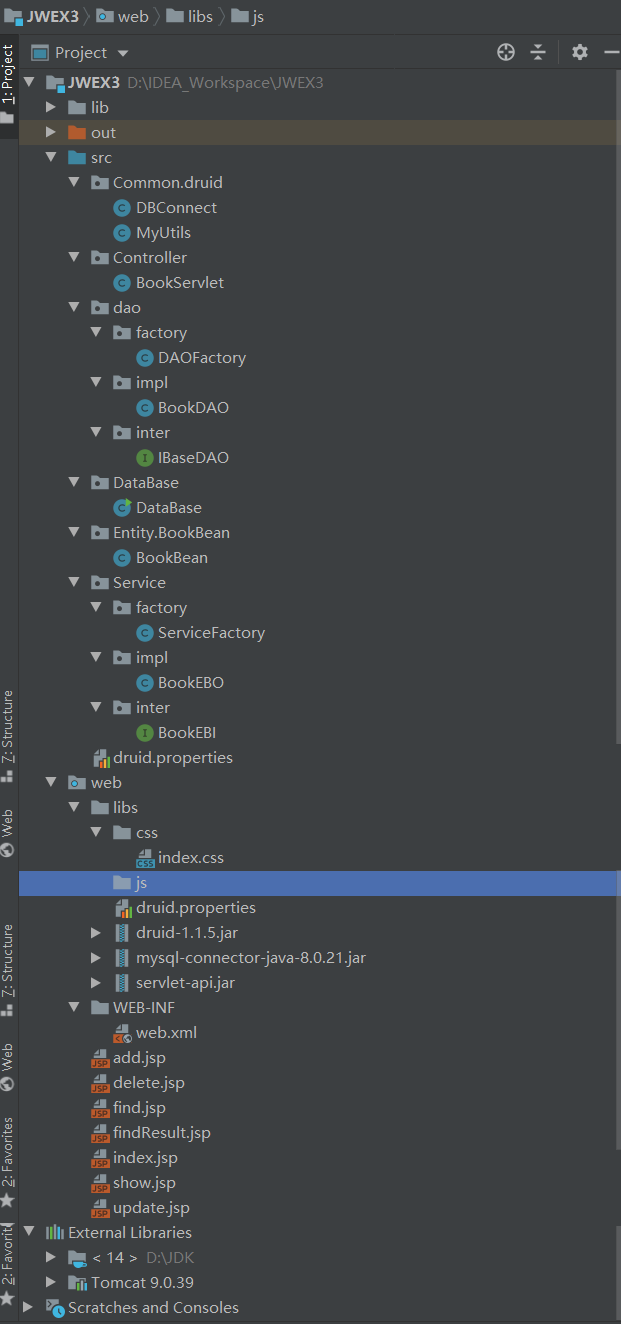 JWEX3 web libs js
Project
JWEX3 D:\IDEA_Workspace\JWEX3
lib
out
src
Common.druid
DBConnect
MyUtils
Controller
BookServlet
dao
factory
DAOFactory
impl
BookDAO
inter
IBaseDAO
DataBase
DataBase
Entity.BookBean
BookBean
Service
factory
ServiceFactory
impl
BookEBO
inter
BookEBI
druid.properties
web
libs
css
index.css
js
druid.properties
druid-1.1.5.jar
mysql-connector-java-8.0.21.jar
servlet-api.jar
WEB-INF
web.xml
add.jsp
delete.jsp
find.jsp
findResult.jsp
index.jsp
show.jsp
update.jsp
External Libraries
< 14 > D:\JDK
Tomcat 9.0.39
Scratches and Consoles
1: Project
7: Structure
Web
7: Structure
Web
2: Favorites
2: Favorit